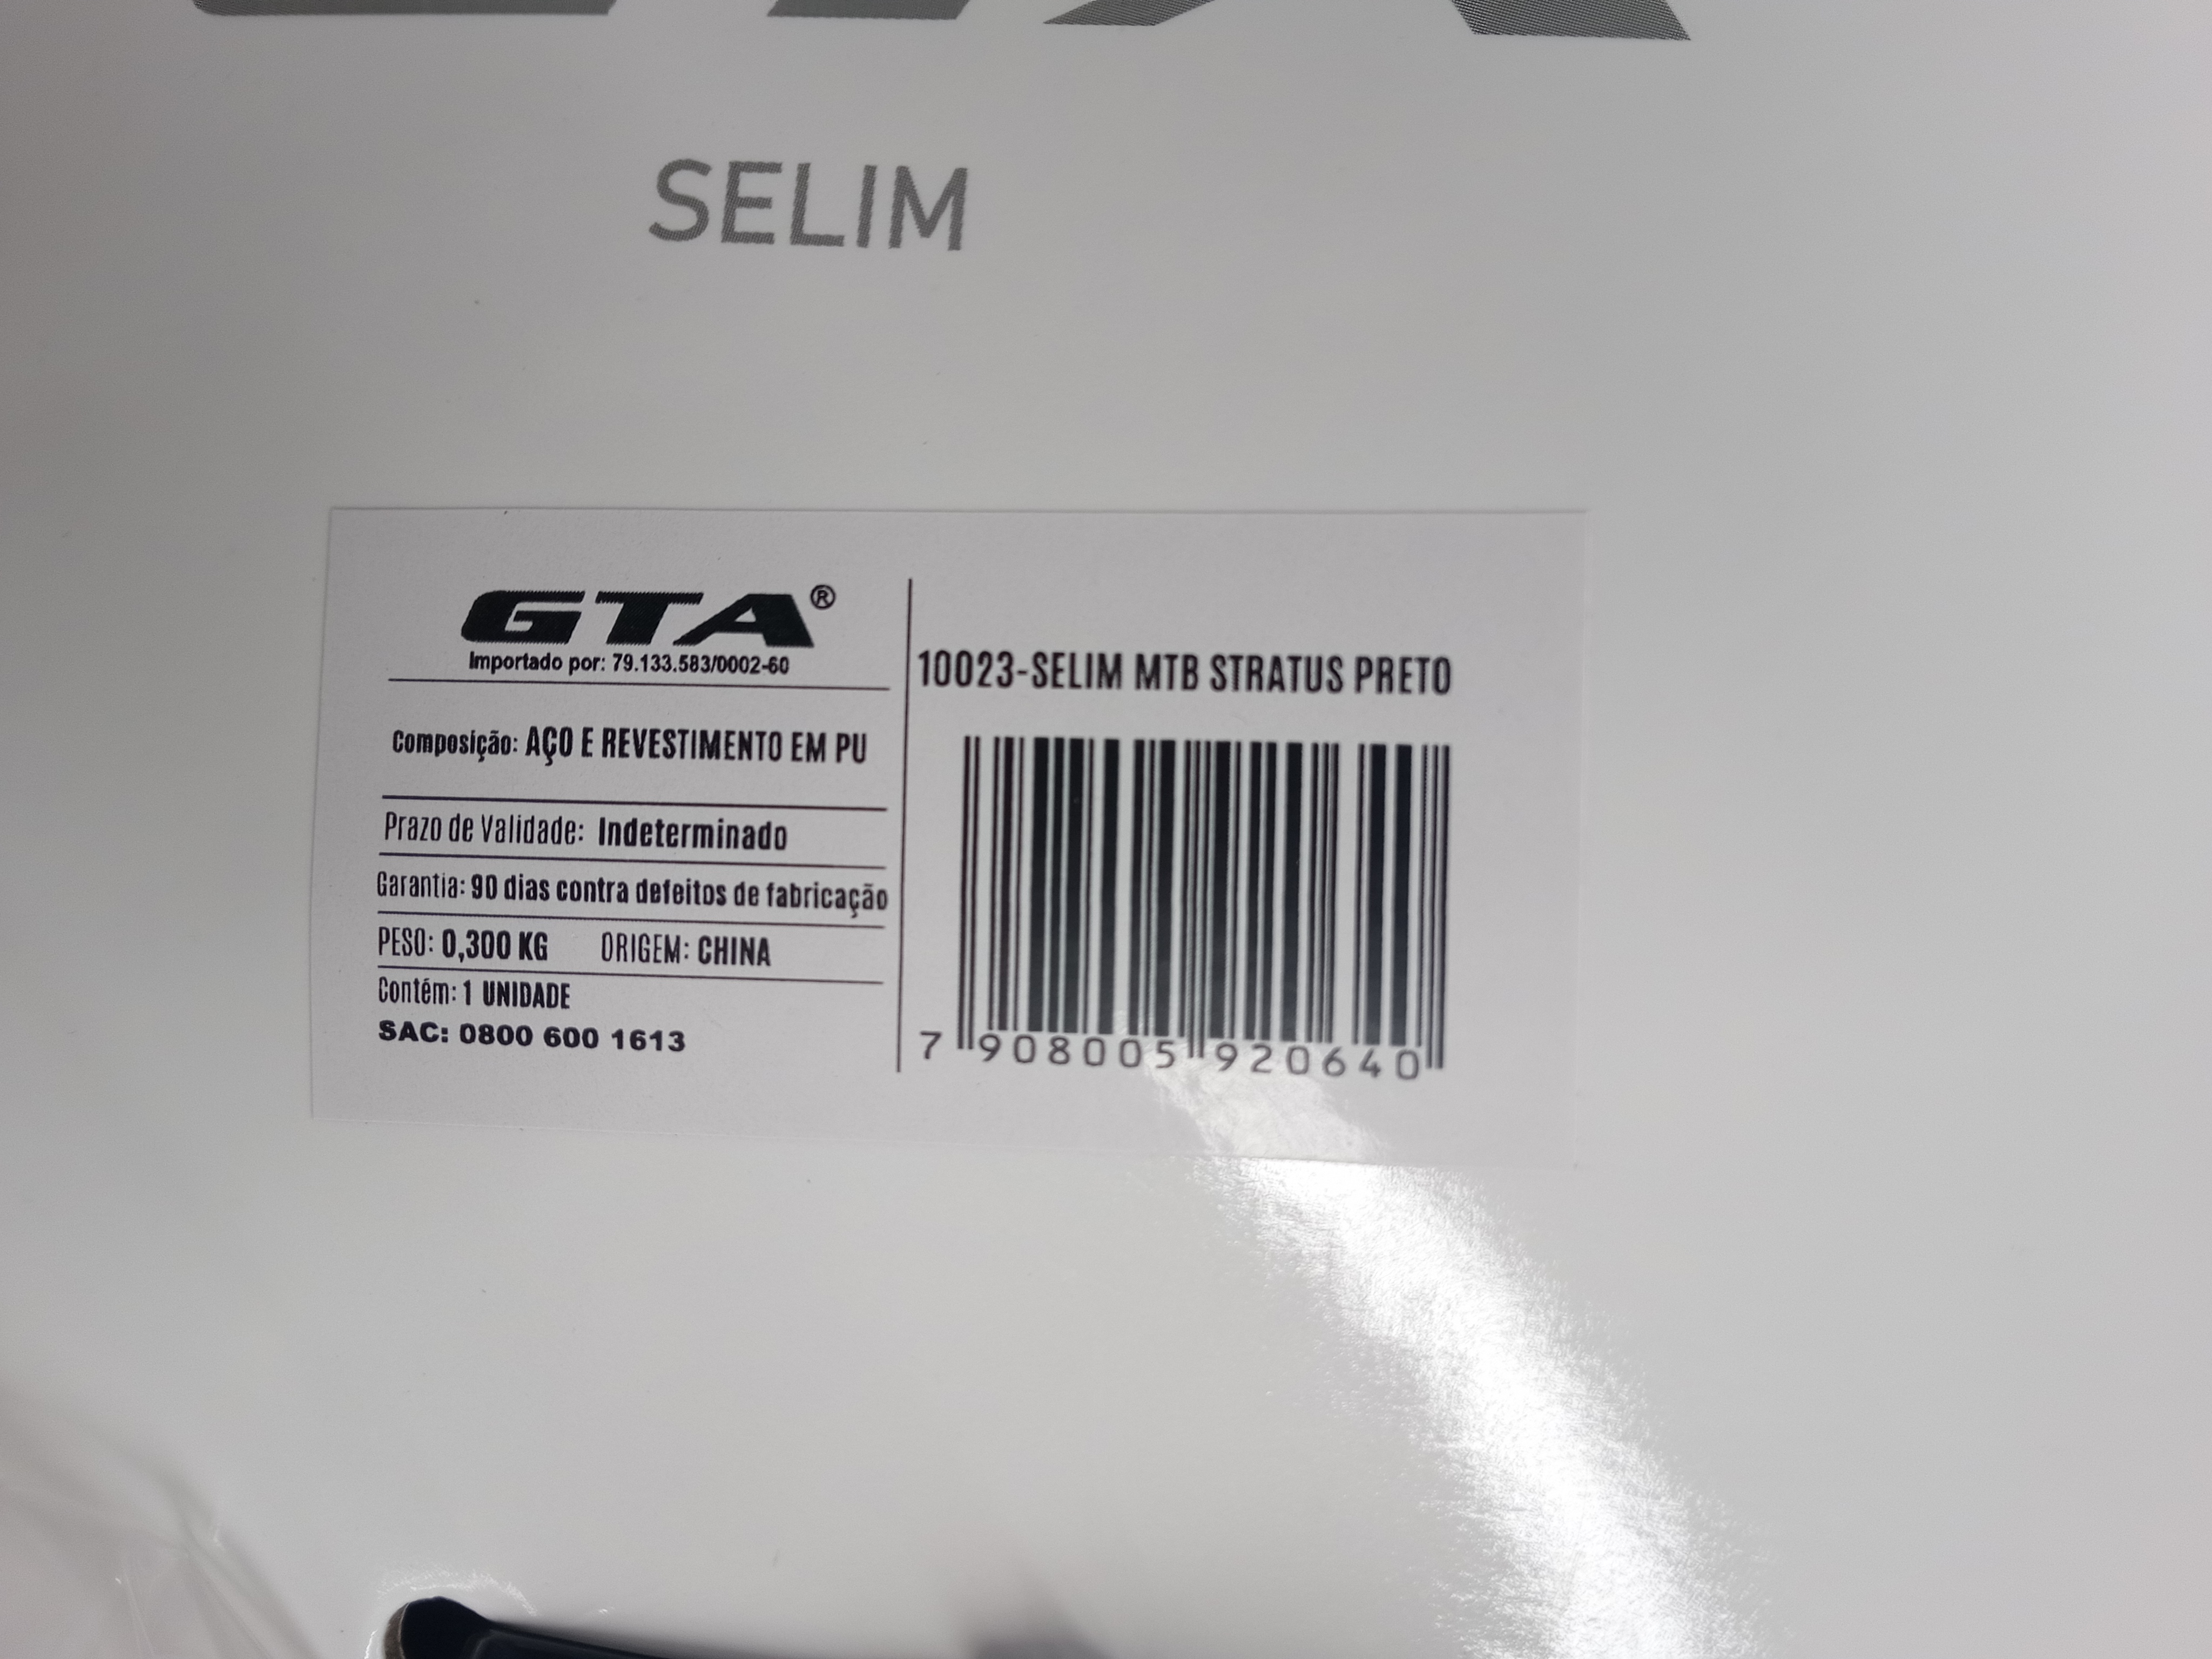 SELIM
GTA®
Importado por: 79.133.583/0002-60
Composição: AÇO E REVESTIMENTO EM PU
Prazo de Validade: Indeterminado
Garantia: 90 dias contra defeitos de fabricação
PESO: 0,300 KG ORIGEM: CHINA
Contém: 1 UNIDADE
SAC: 0800 600 1613
10023-SELIM MTB STRATUS PRETO
7 908005 920640